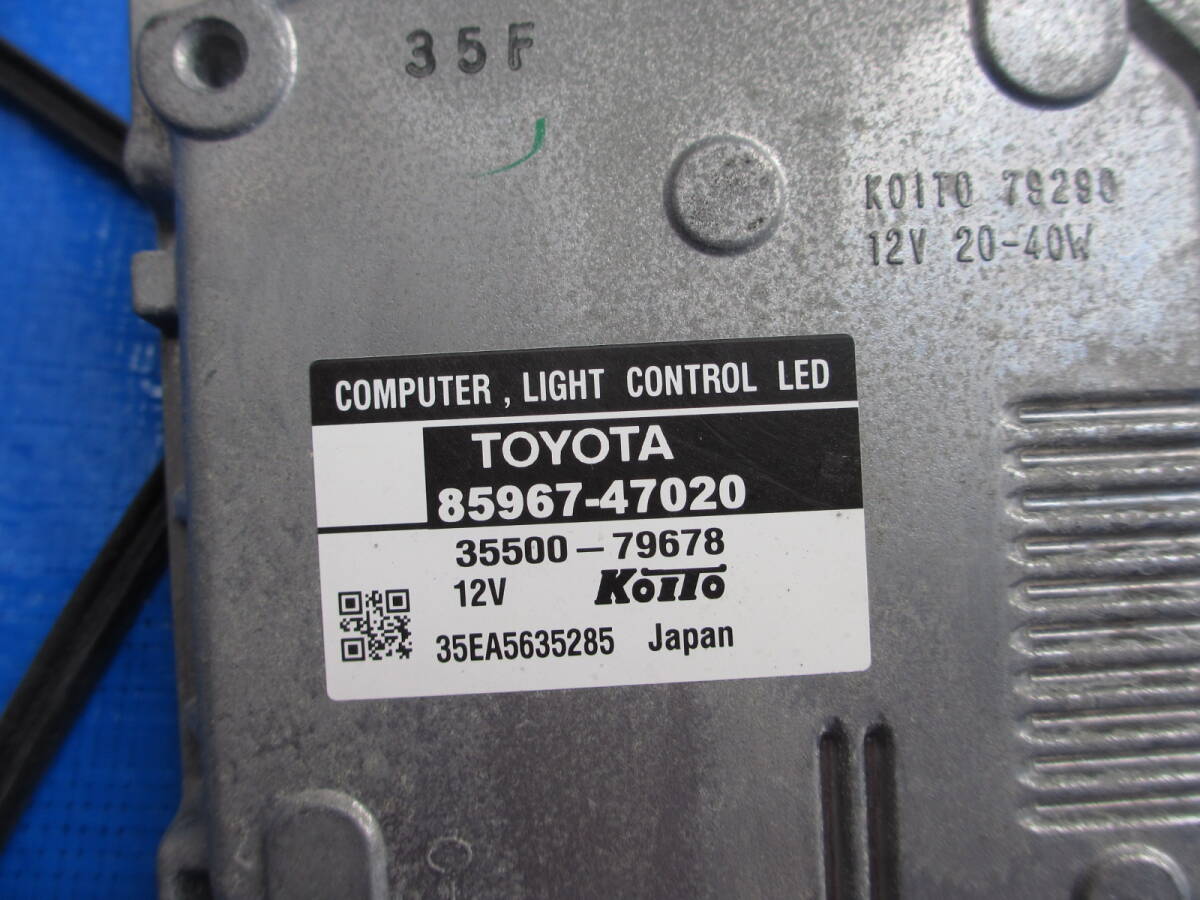 35F
KOITO 79290
12V 20-40W
COMPUTER , LIGHT CONTROL LED
TOYOTA
85967-47020
35500-79678
12V KOITO
35EA5635285 Japan